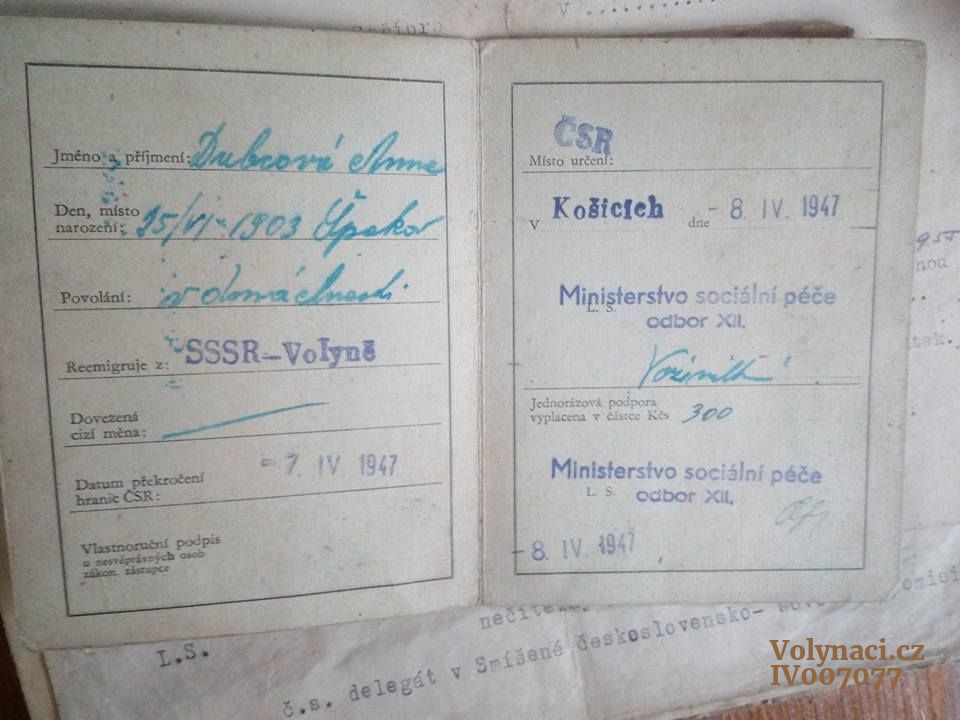 V
Jméno a příjmení: Dubcová Anna
Den, místo
narození: 15/VI - 1903 Špakov
Povolání: v domácnosti
Reemigruje z: SSSR-Volyně
Dovezená
cizí měna:
Datum překročení
hranic ČSR: - 7. IV 1947
Vlastnoruční podpis
u nesvéprávných osob
zákon. zástupce
ČSR
Místo určení:
V Košicích dne - 8. IV. 1947
L. S.
Ministerstvo sociální péče
odbor XII.
Jednorázová podpora
vyplacena v částce Kčs 300
Ministerstvo sociální péče
L. S. odbor XII.
- 8. IV. 1947
nou
L.S.
č.s. delegát v Smíšené československo-
Volynaci.cz
IV007077